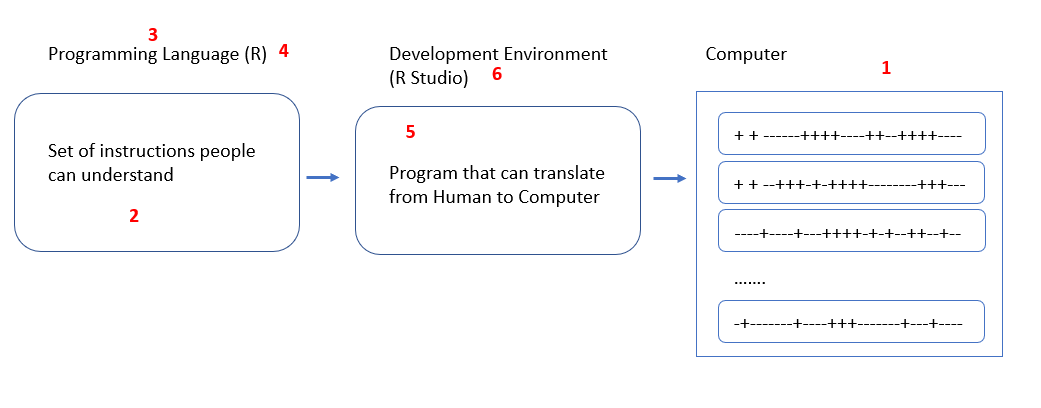 3
Programming Language (R) 4
Set of instructions people
can understand
2
Development Environment
(R Studio) 6
5
Program that can translate
from Human to Computer
Computer
1
+ + ------++++----++--++++----
+ + --+++-+-++++--------+++---
----+----+---++++-+-+--++--+--
.......
-+-------+----+++-------+---+----